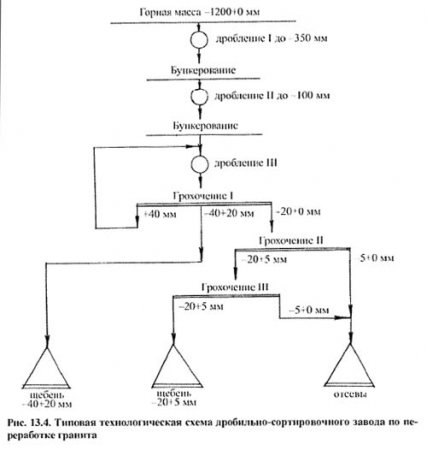 Горная масса –1200+0 мм
дробление I до –350 мм
Бункерование
дробление II до –100 мм
Бункерование
дробление III
Грохочение I
+40 мм –40+20 мм –20+0 мм
Грохочение II
–20+5 мм 5+0 мм
Грохочение III
–20+5 мм –5+0 мм
щебень
–40+20 мм
щебень
–20+5 мм
отсевы
Рис. 13.4. Типовая технологическая схема дробильно-сортировочного завода по пе-
реработке гранита